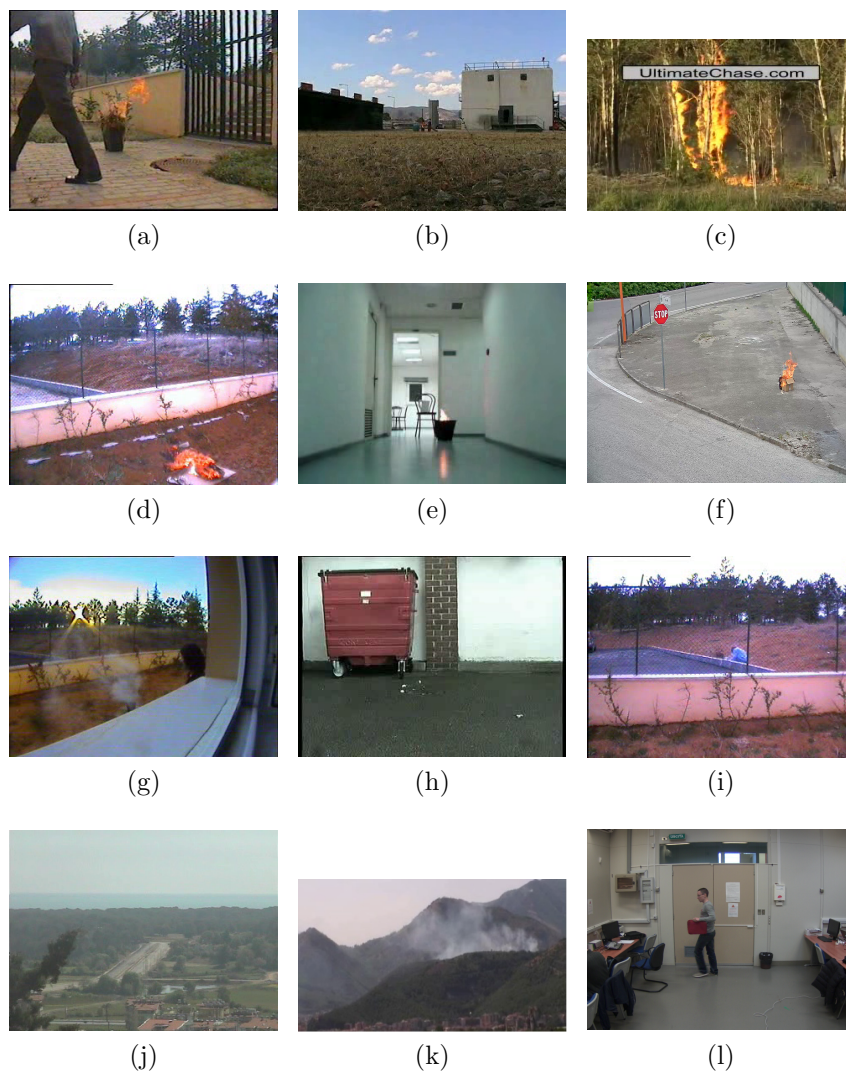 (a)
(b)
UltimateChase.com
(c)
(d)
(e)
STOP
(f)
(g)
(h)
(i)
(j)
(k)
(l)